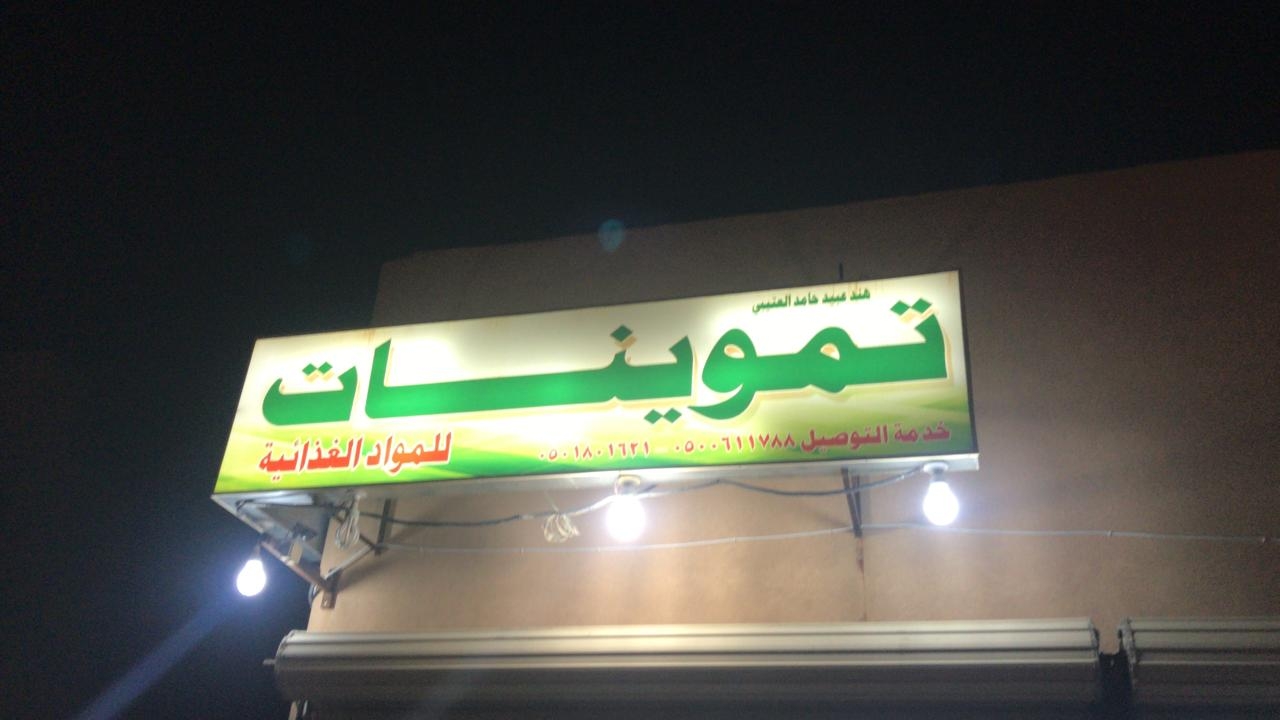 هند عبيد حامد العتيبي
تموينات
خدمة التوصيل ٠٥٠٠٦١١٧٨٨ - ٠٥٠١٨٠١٦٢١
للمواد الغذائية